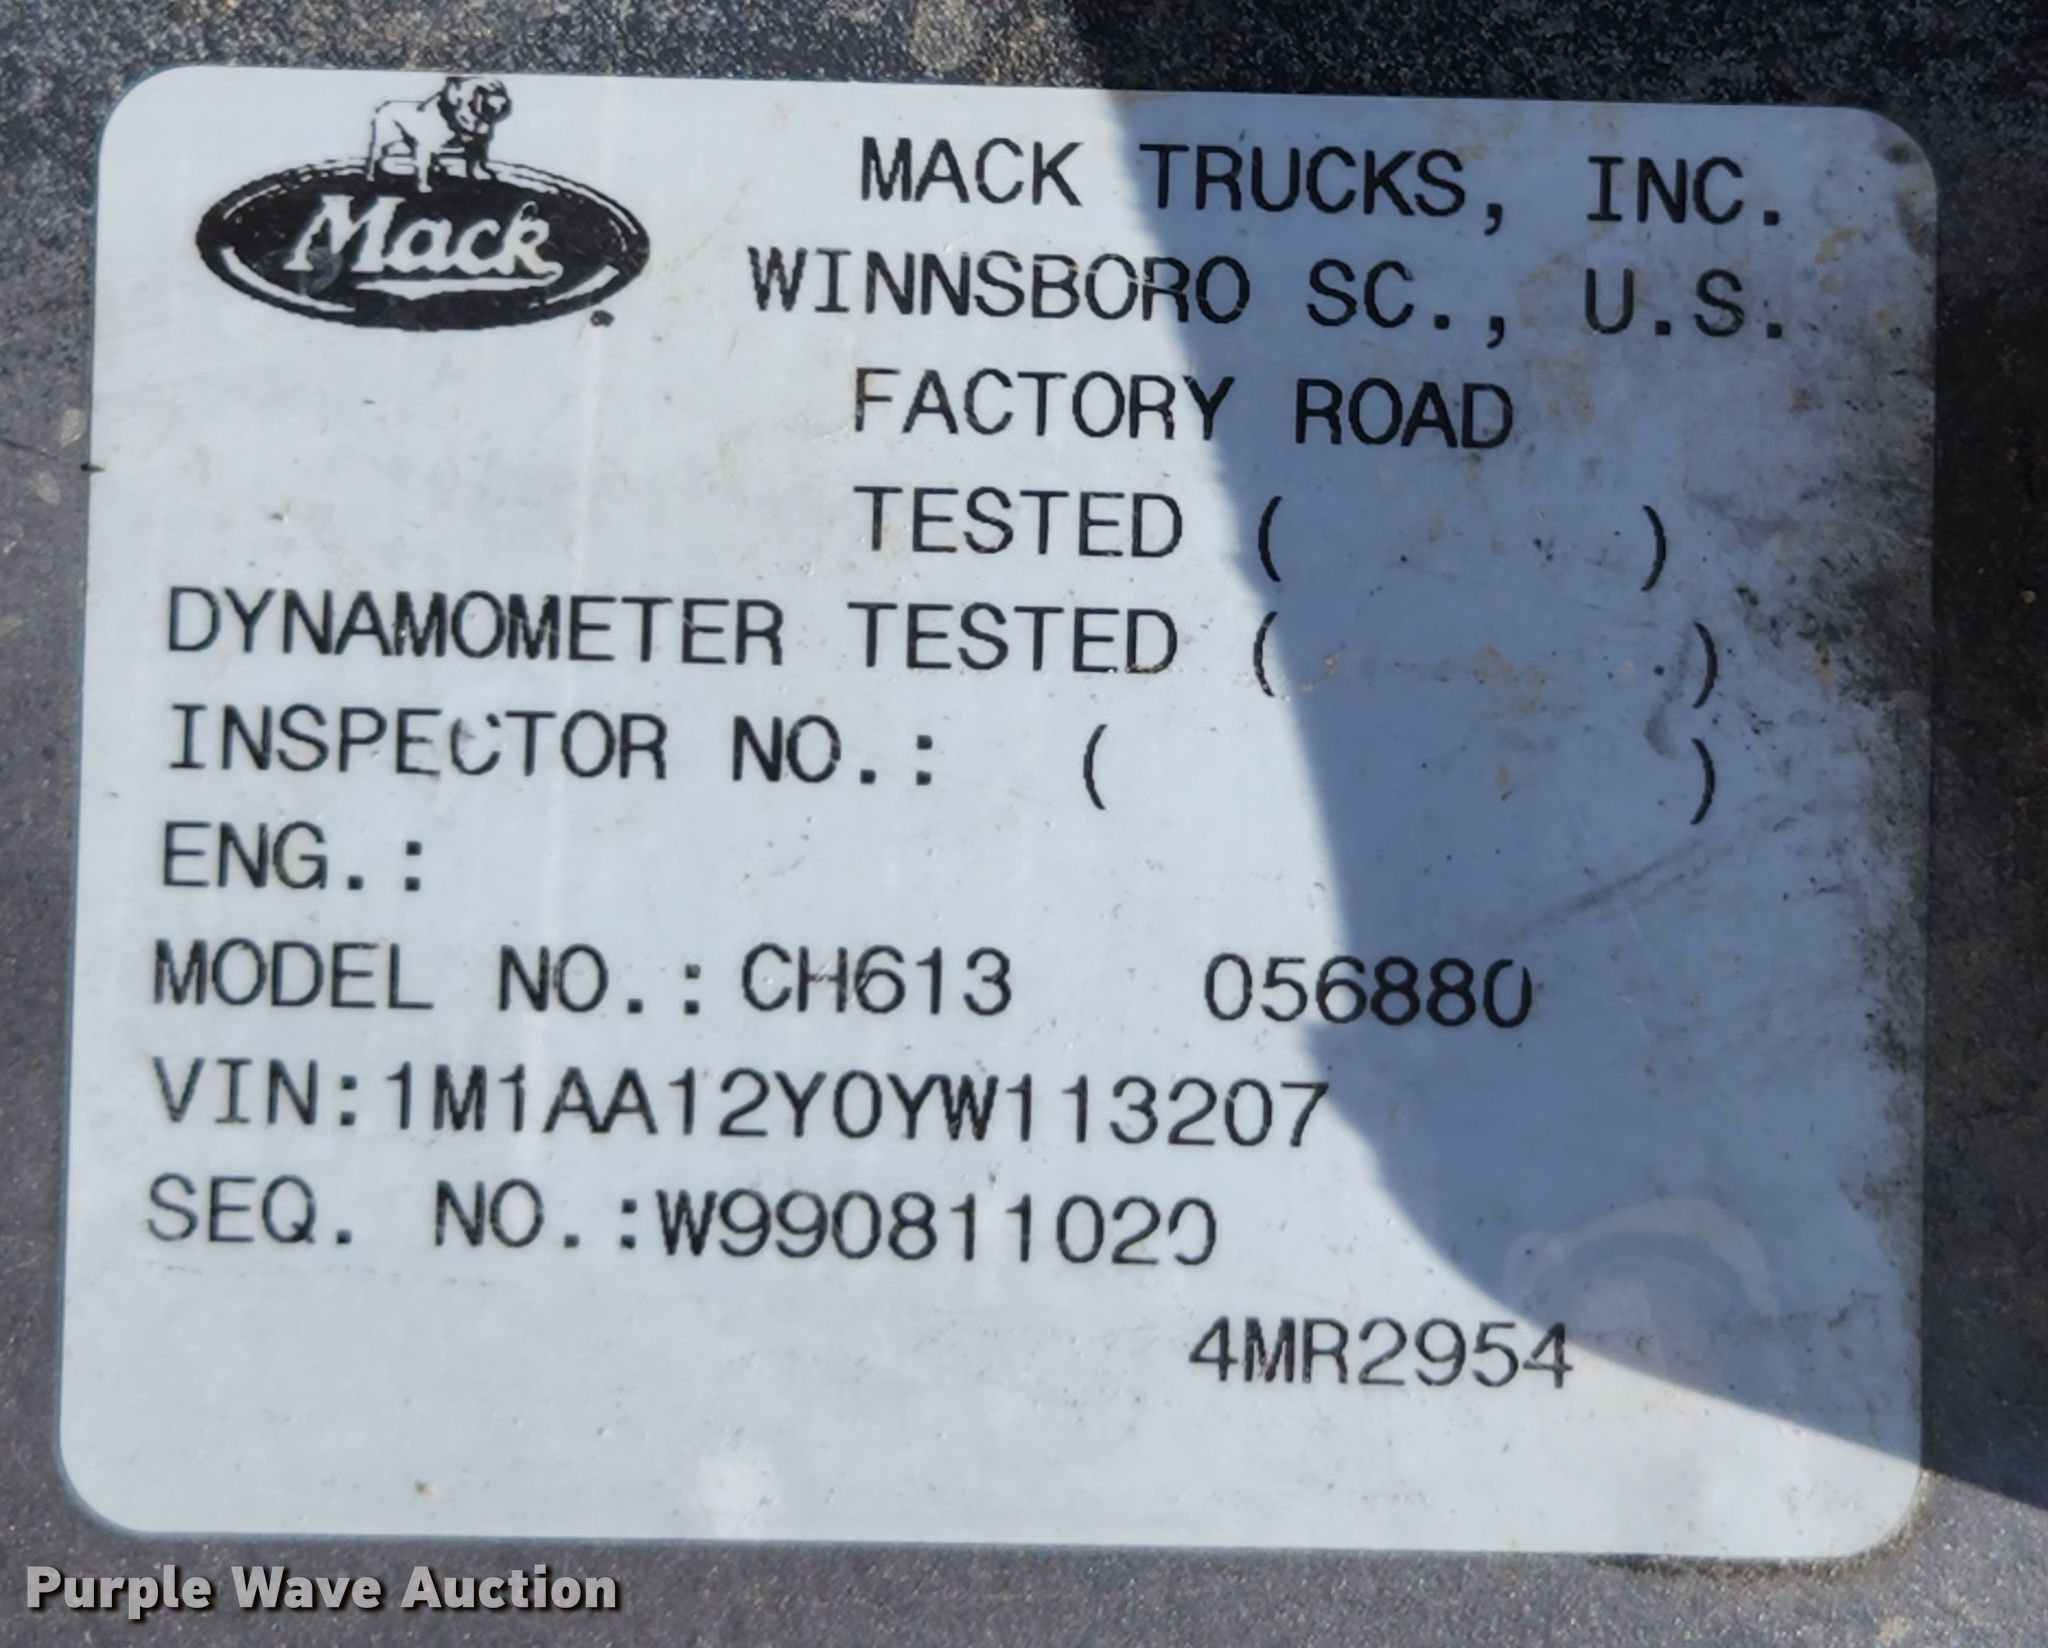 Mack
MACK TRUCKS, INC.
WINNSBORO SC., U.S.
FACTORY ROAD
TESTED ( )
DYNAMOMETER TESTED ( )
INSPECTOR NO.: ( )
ENG.:
MODEL NO.:CH613 056880
VIN:1M1AA12Y0YW113207
SEQ. NO.:W990811020
4MR2954
Purple Wave Auction